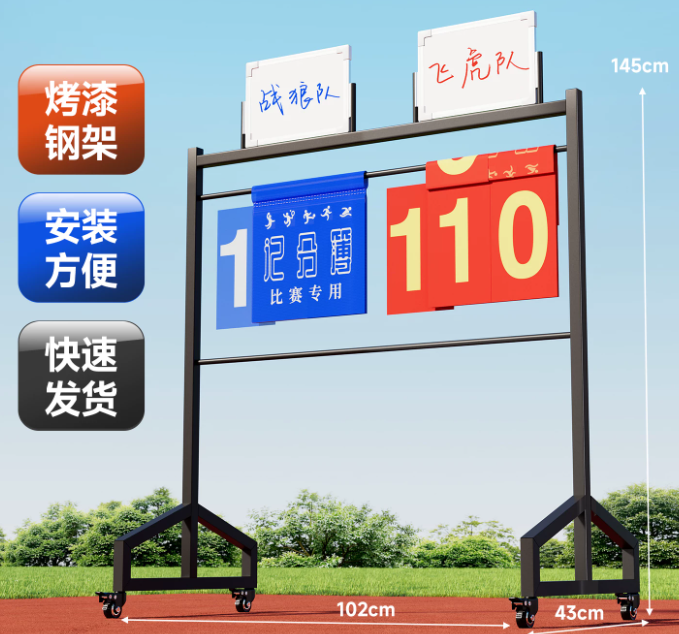 烤漆
钢架
安装
方便
快速
发货
战狼队
飞虎队
145cm
1
记分簿
比赛专用
110
102cm
43cm